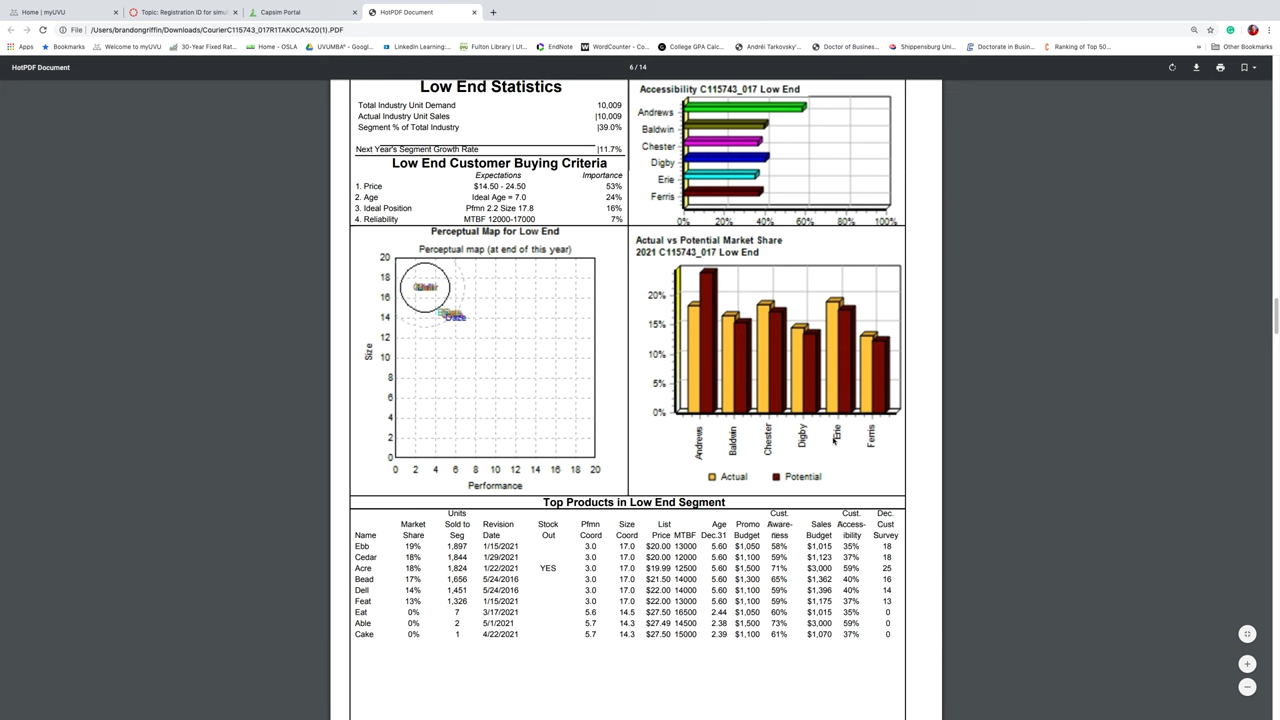 Home | myUVU
Topic: Registration ID for simu
Capsim Portal
HotPDF Document
File /Users/brandongriffin/Downloads/CourierC115743_017R1TAK0CA%20(1).PDF
Apps Bookmarks Welcome to myUVU 30-Year Fixed Rat... Home - OSLA UVUMBA* - Googl... LinkedIn Learning:... Fulton Library | Ut... EndNote WordCounter - Co... College GPA Calc... Andréi Tarkovsky'... Doctor of Busines... Shippensburg Uni... Doctorate in Busin... Ranking of Top 50... Other Bookmarks
HotPDF Document 6 / 14
Low End Statistics
Total Industry Unit Demand 10,009
Actual Industry Unit Sales |10,009
Segment % of Total Industry |39.0%
Next Year's Segment Growth Rate |11.7%
Low End Customer Buying Criteria
Expectations Importance
1. Price $14.50 - 24.50 53%
2. Age Ideal Age = 7.0 24%
3. Ideal Position Pfmn 2.2 Size 17.8 16%
4. Reliability MTBF 12000-17000 7%
Accessibility C115743_017 Low End
Andrews
Baldwin
Chester
Digby
Erie
Ferris
0% 20% 40% 60% 80% 100%
Perceptual Map for Low End
Perceptual map (at end of this year)
20
18
16
14
12
10
8
6
4
2
0
Size
0 2 4 6 8 10 12 14 16 18 20
Performance
Actual vs Potential Market Share
2021 C115743_017 Low End
20%
15%
10%
5%
0%
Andrews Baldwin Chester Digby Erie Ferris
Actual Potential
Top Products in Low End Segment
Name Market Share Units Sold to Seg Revision Date Stock Out Pfmn Coord Size Coord List Price MTBF Age Dec.31 Promo Budget Cust. Aware- ness Sales Budget Cust. Access- ibility Dec. Cust Survey
Ebb 19% 1,897 1/15/2021 3.0 17.0 $20.00 13000 5.60 $1,050 58% $1,015 35% 18
Cedar 18% 1,844 1/29/2021 3.0 17.0 $20.00 12000 5.60 $1,100 59% $1,123 37% 18
Acre 18% 1,824 1/22/2021 YES 3.0 17.0 $19.99 12500 5.60 $1,500 71% $3,000 59% 25
Bead 17% 1,656 5/24/2016 3.0 17.0 $21.50 14000 5.60 $1,300 65% $1,362 40% 16
Dell 14% 1,451 5/24/2016 3.0 17.0 $22.00 14000 5.60 $1,100 59% $1,396 40% 14
Feat 13% 1,326 1/15/2021 3.0 17.0 $22.00 13000 5.60 $1,100 59% $1,175 37% 13
Eat 0% 7 3/17/2021 5.6 14.5 $27.50 16500 2.44 $1,050 60% $1,015 35% 0
Able 0% 2 5/1/2021 5.7 14.3 $27.49 14500 2.38 $1,500 73% $3,000 59% 0
Cake 0% 1 4/22/2021 5.7 14.3 $27.50 15000 2.39 $1,100 61% $1,070 37% 0